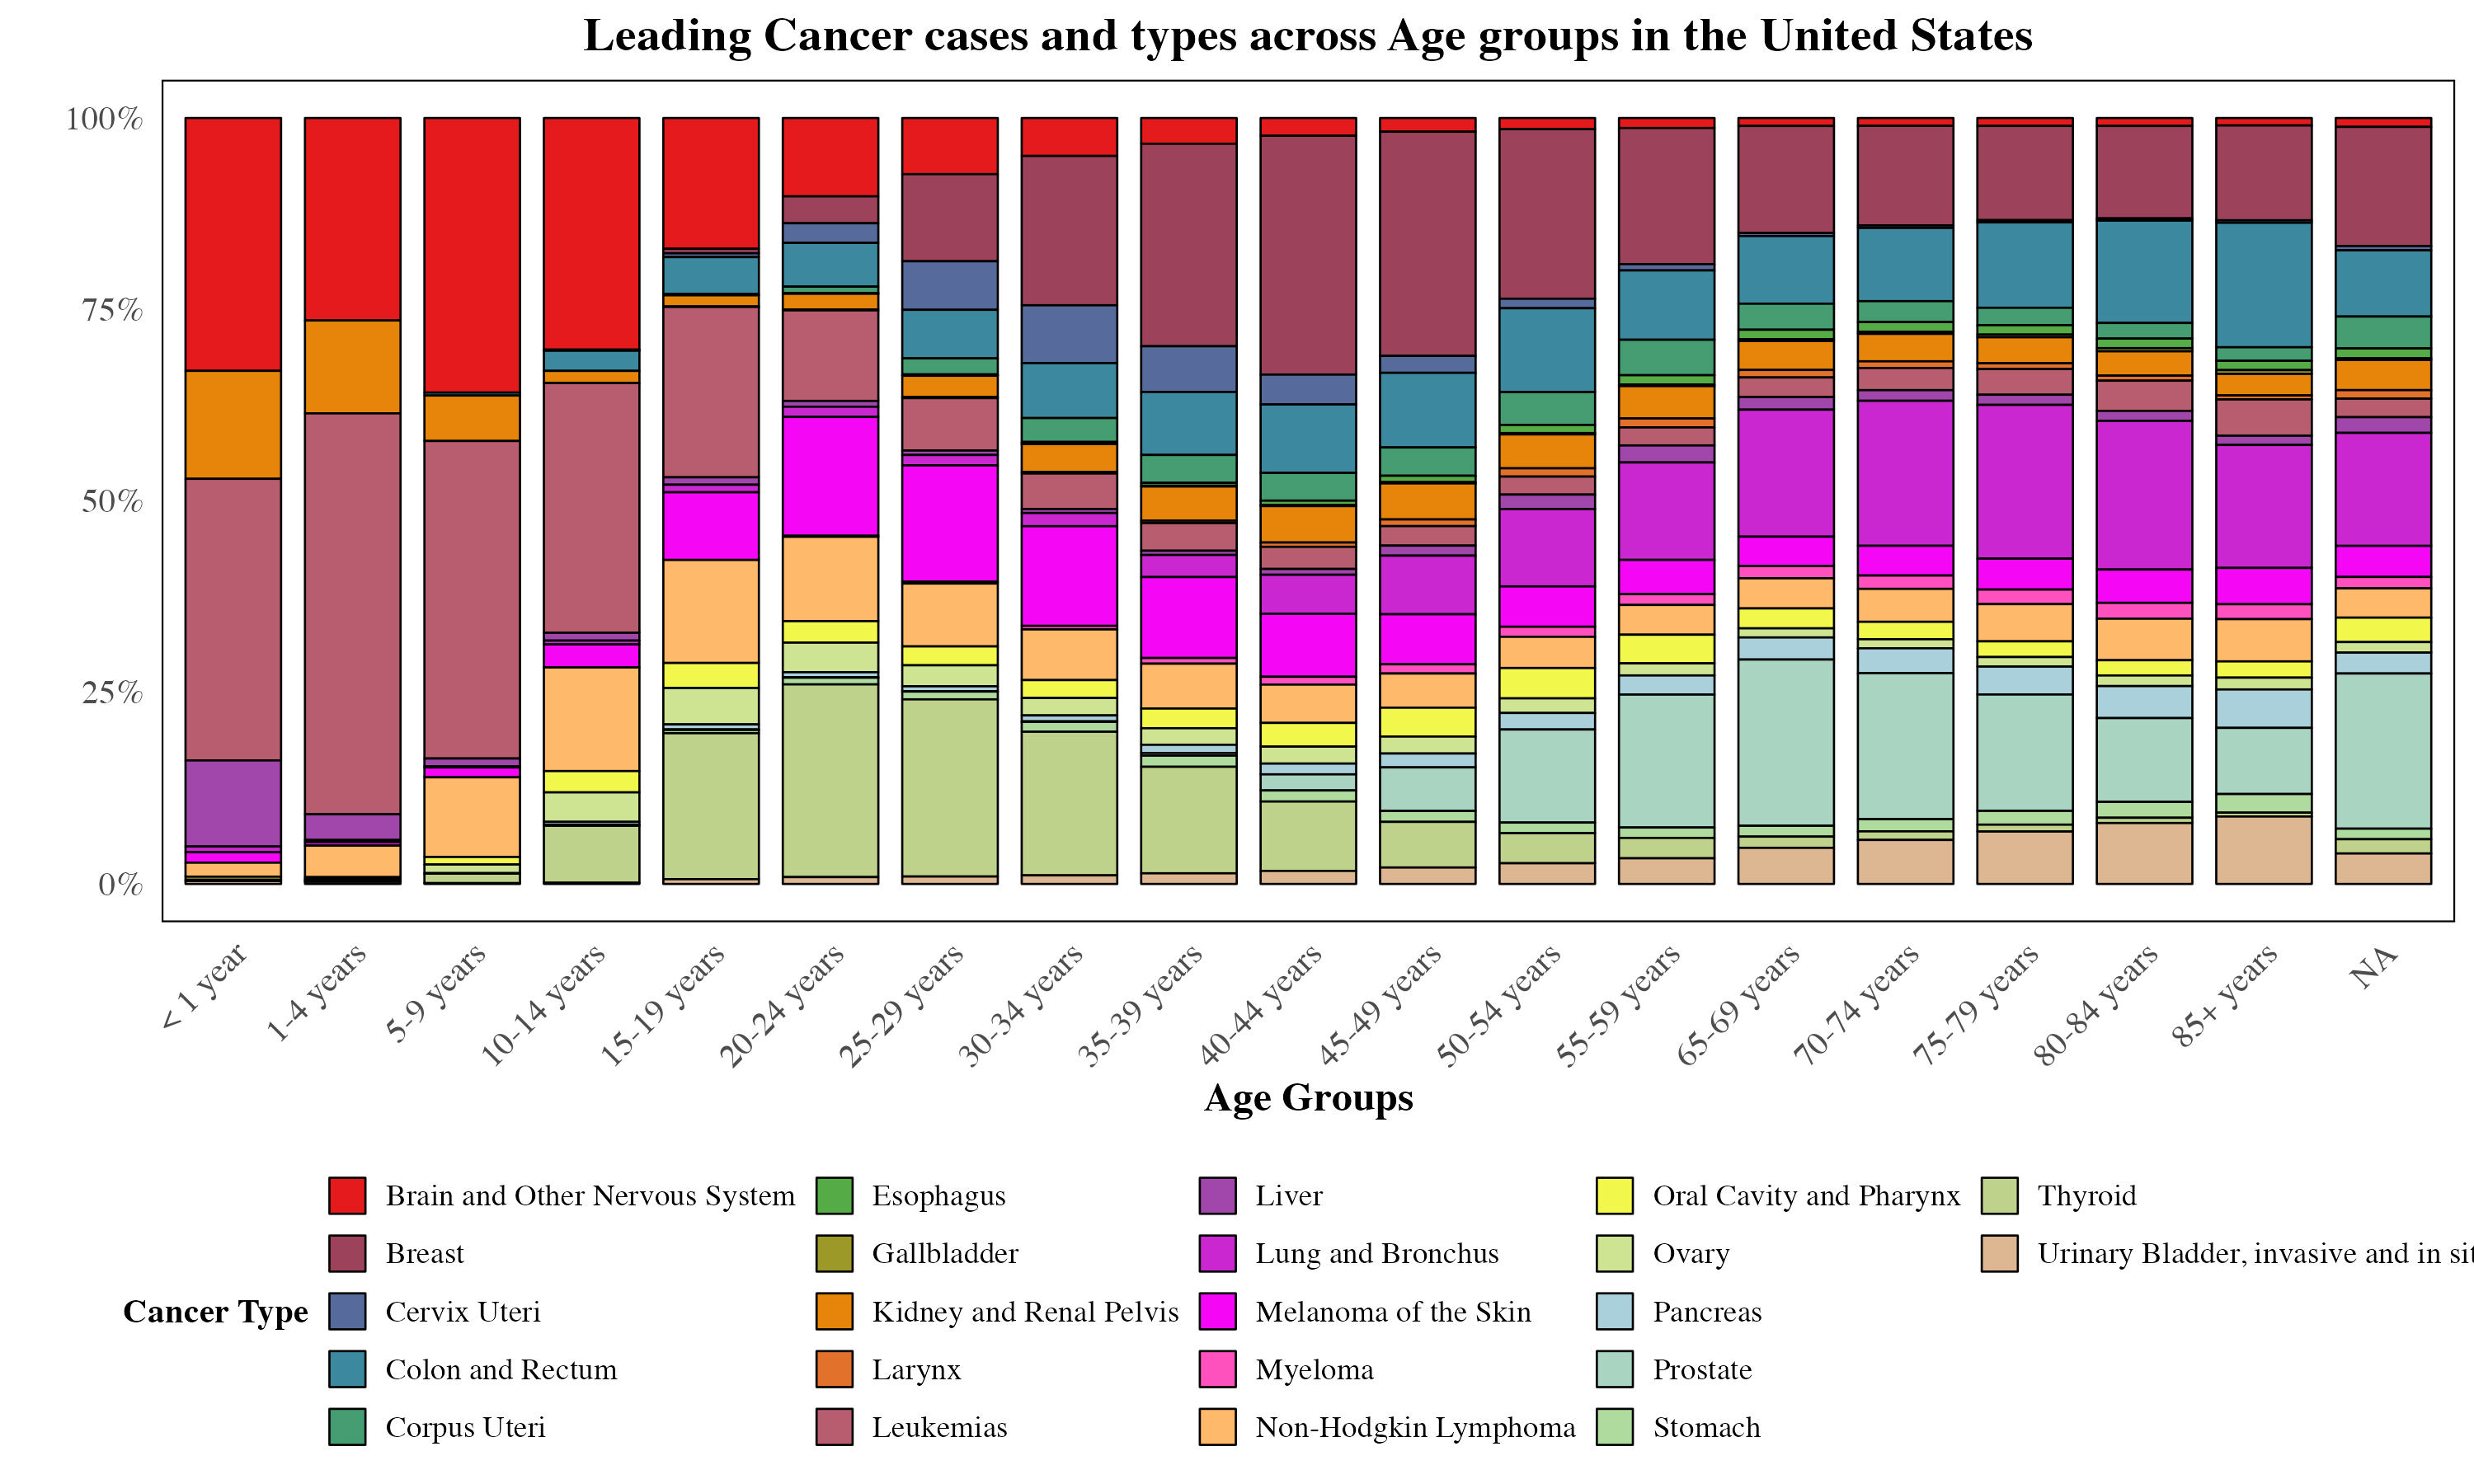 Leading Cancer cases and types across Age groups in the United States
100%
75%
50%
25%
0%
< 1 year
1-4 years
5-9 years
10-14 years
15-19 years
20-24 years
25-29 years
30-34 years
35-39 years
40-44 years
45-49 years
50-54 years
55-59 years
65-69 years
70-74 years
75-79 years
80-84 years
85+ years
NA
Age Groups
Cancer Type
Brain and Other Nervous System
Breast
Cervix Uteri
Colon and Rectum
Corpus Uteri
Esophagus
Gallbladder
Kidney and Renal Pelvis
Larynx
Leukemias
Liver
Lung and Bronchus
Melanoma of the Skin
Myeloma
Non-Hodgkin Lymphoma
Oral Cavity and Pharynx
Ovary
Pancreas
Prostate
Stomach
Thyroid
Urinary Bladder, invasive and in